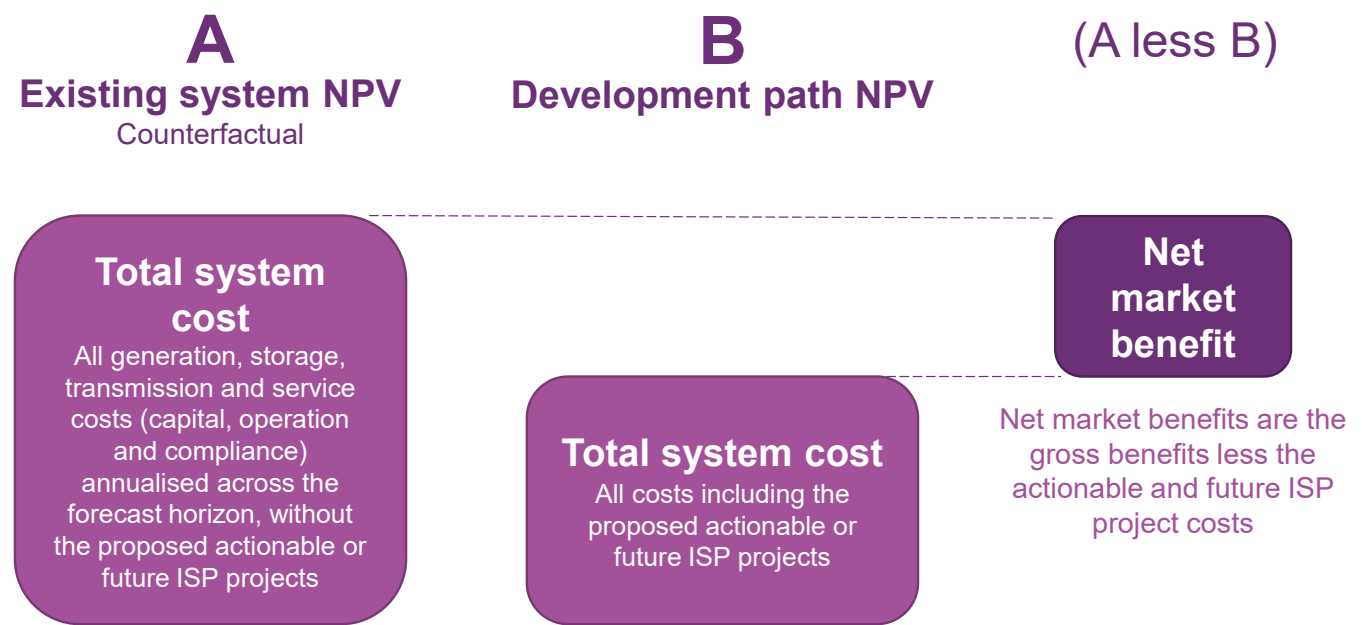 A
Existing system NPV
Counterfactual
B
Development path NPV
(A less B)
Total system
cost
All generation, storage,
transmission and service
costs (capital, operation
and compliance)
annualised across the
forecast horizon, without
the proposed actionable or
future ISP projects
Total system cost
All costs including the
proposed actionable or
future ISP projects
Net
market
benefit
Net market benefits are the
gross benefits less the
actionable and future ISP
project costs